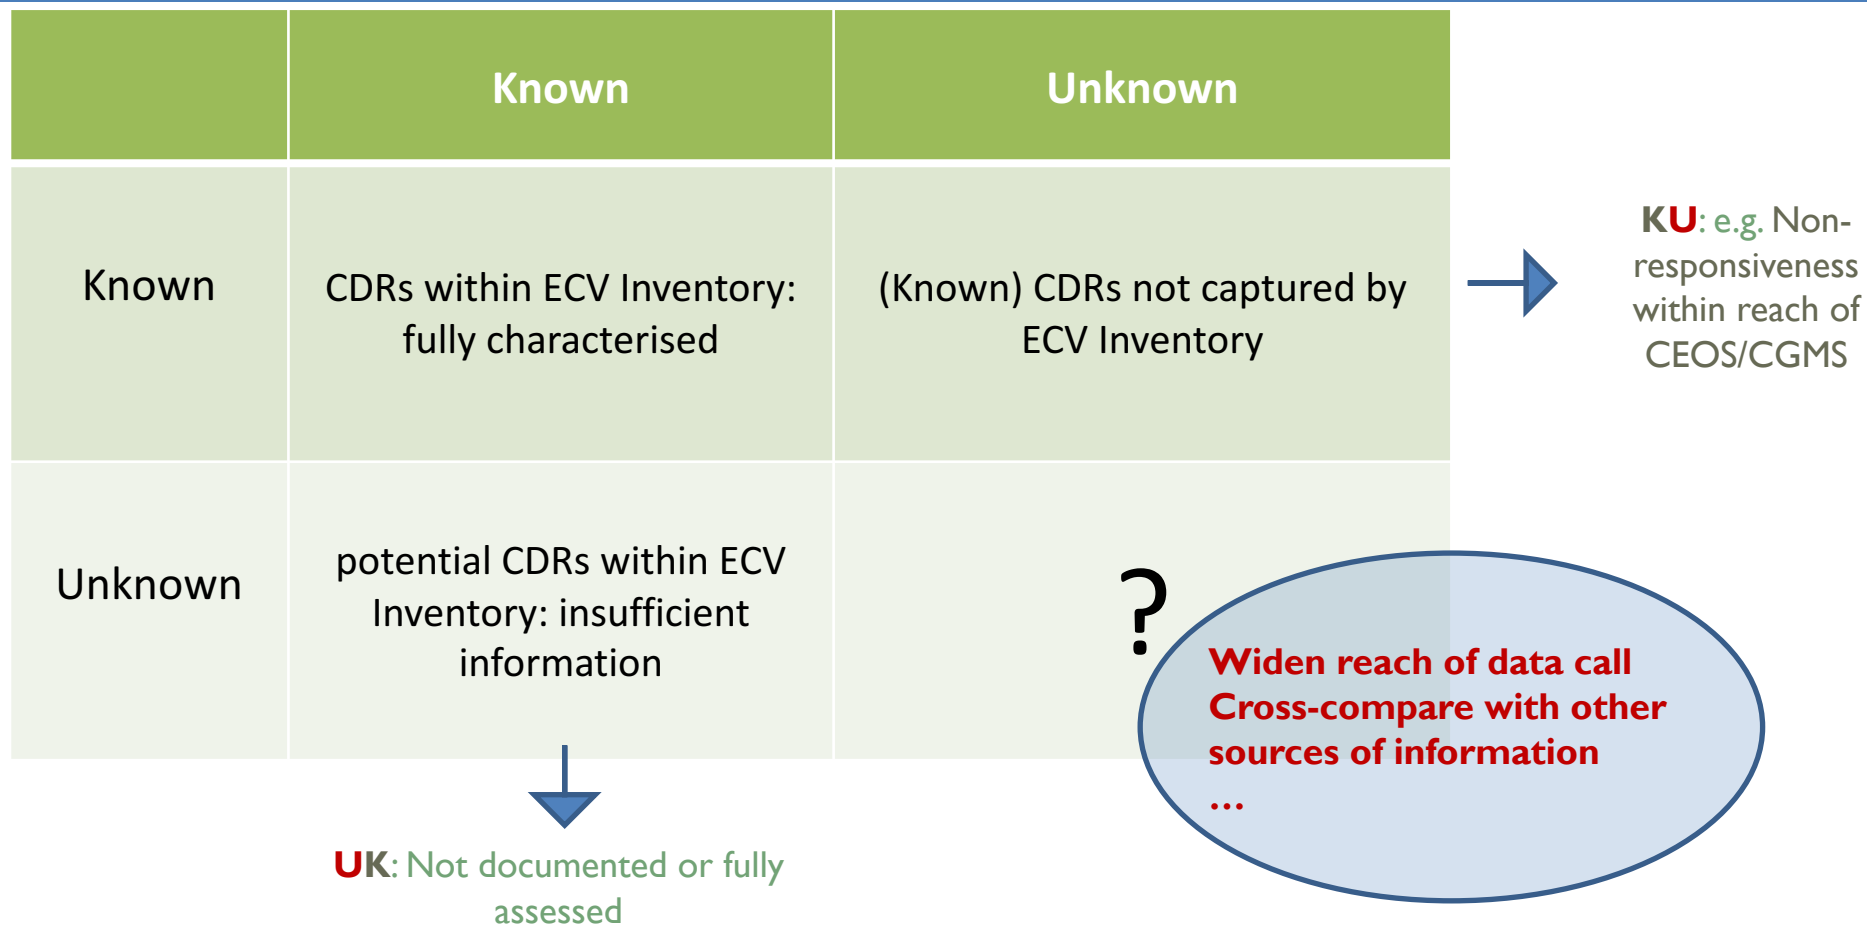 Known
Unknown
Known
CDRs within ECV Inventory:
fully characterised
(Known) CDRs not captured by
ECV Inventory
KU: e.g. Non-
responsiveness
within reach of
CEOS/CGMS
Unknown
potential CDRs within ECV
Inventory: insufficient
information
?
Widen reach of data call
Cross-compare with other
sources of information
…
UK: Not documented or fully
assessed